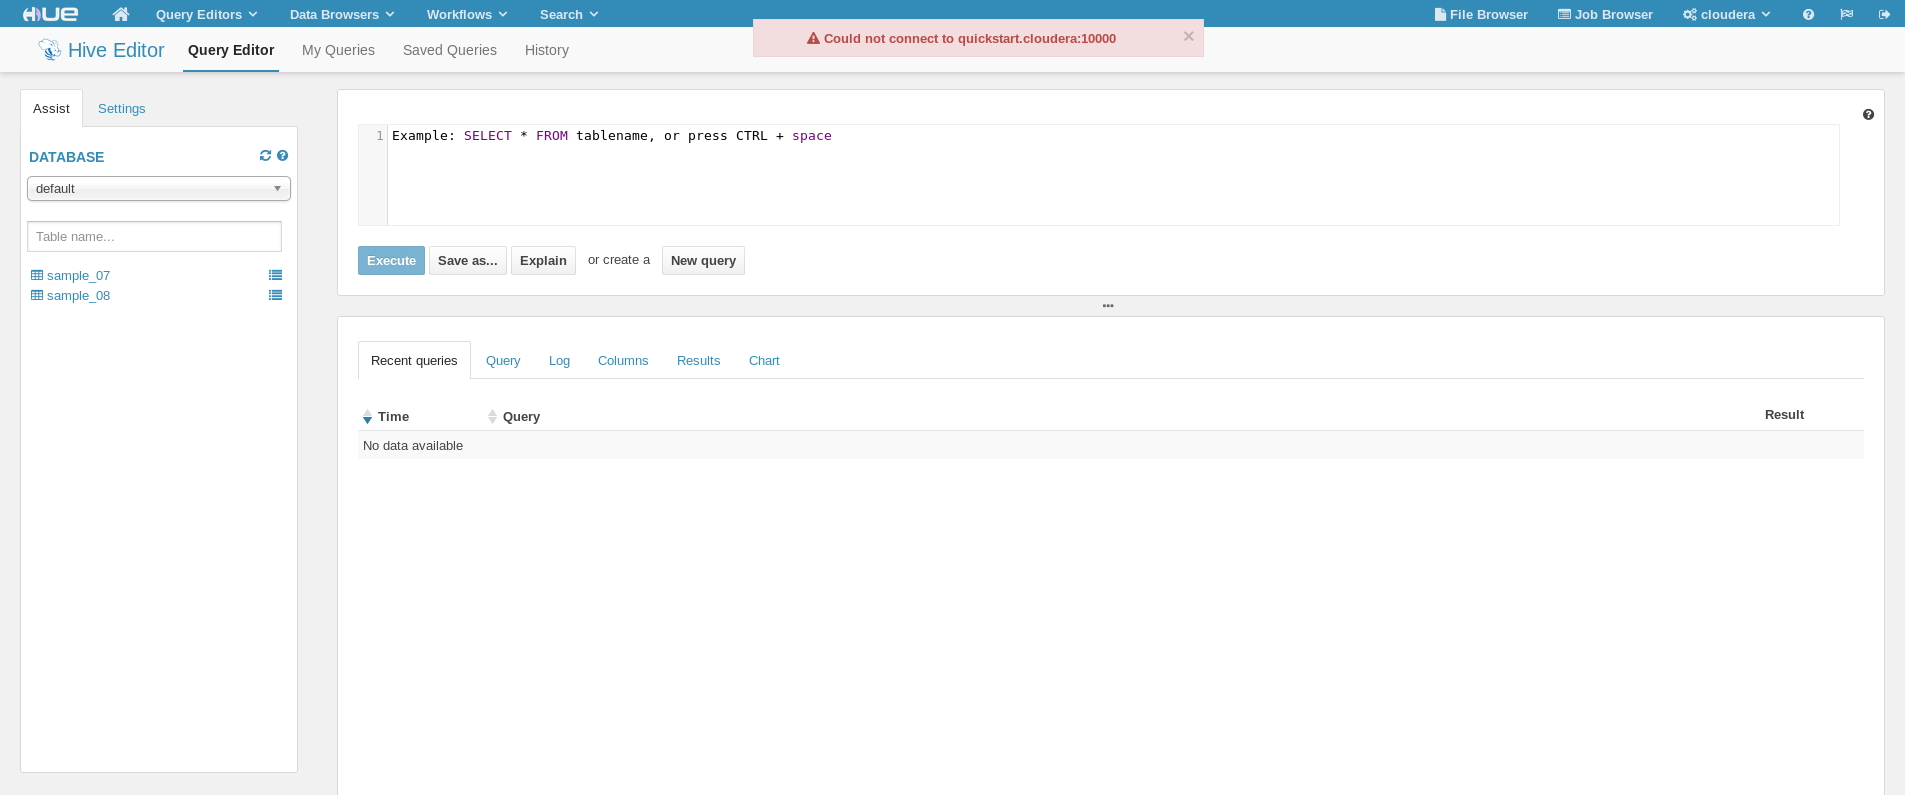 HUE Query Editors Data Browsers Workflows Search File Browser Job Browser cloudera
Hive Editor Query Editor My Queries Saved Queries History
Could not connect to quickstart.cloudera:10000 ×
Assist Settings
DATABASE
default
Table name...
sample_07
sample_08
1 Example: SELECT * FROM tablename, or press CTRL + space
Execute Save as... Explain or create a New query
Recent queries Query Log Columns Results Chart
Time Query Result
No data available